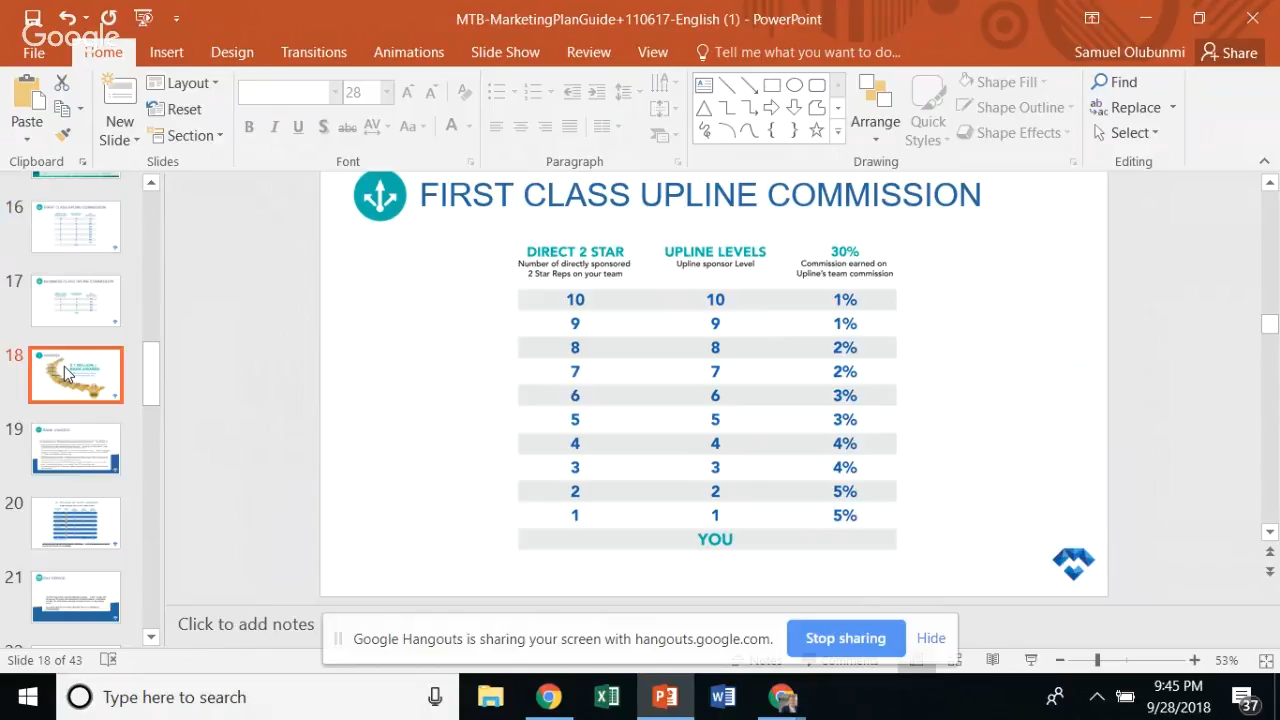 MTB-MarketingPlanGuide+110617-English (1) - PowerPoint
Google
File Home Insert Design Transitions Animations Slide Show Review View Tell me what you want to do... Samuel Olubunmi Share
Paste
New Slide
Layout
Reset
Section
28
Arrange
Quick Styles
Shape Fill
Shape Outline
Shape Effects
Find
Replace
Select
Clipboard Slides Font Paragraph Drawing Editing
16
17
18
19
20
21
FIRST CLASS UPLINE COMMISSION
DIRECT 2 STAR UPLINE LEVELS 30%
Number of directly sponsored Upline sponsor Level Commission earned on
2 Star Reps on your team Upline's team commission
10 10 1%
9 9 1%
8 8 2%
7 7 2%
6 6 3%
5 5 3%
4 4 4%
3 3 4%
2 2 5%
1 1 5%
YOU
Click to add notes
Google Hangouts is sharing your screen with hangouts.google.com. Stop sharing Hide
Slide 18 of 43 Notes Comments 53%
Type here to search
9:45 PM
9/28/2018
37